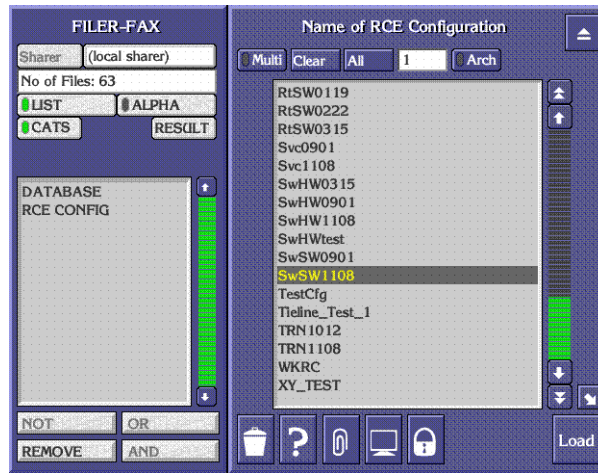 FILER-FAX
Sharer (local sharer)
No of Files: 63
LIST ALPHA
CATS RESULT
DATABASE
RCE CONFIG
NOT OR
REMOVE AND
Name of RCE Configuration
Multi Clear All 1 Arch
RtSW0119
RtSW0222
RtSW0315
Svc0901
Svc1108
SwHW0315
SwHW0901
SwHW1108
SwHWtest
SwSW0901
SwSW1108
TestCfg
Tieline_Test_1
TRN1012
TRN1108
WKRC
XY_TEST
?
Load